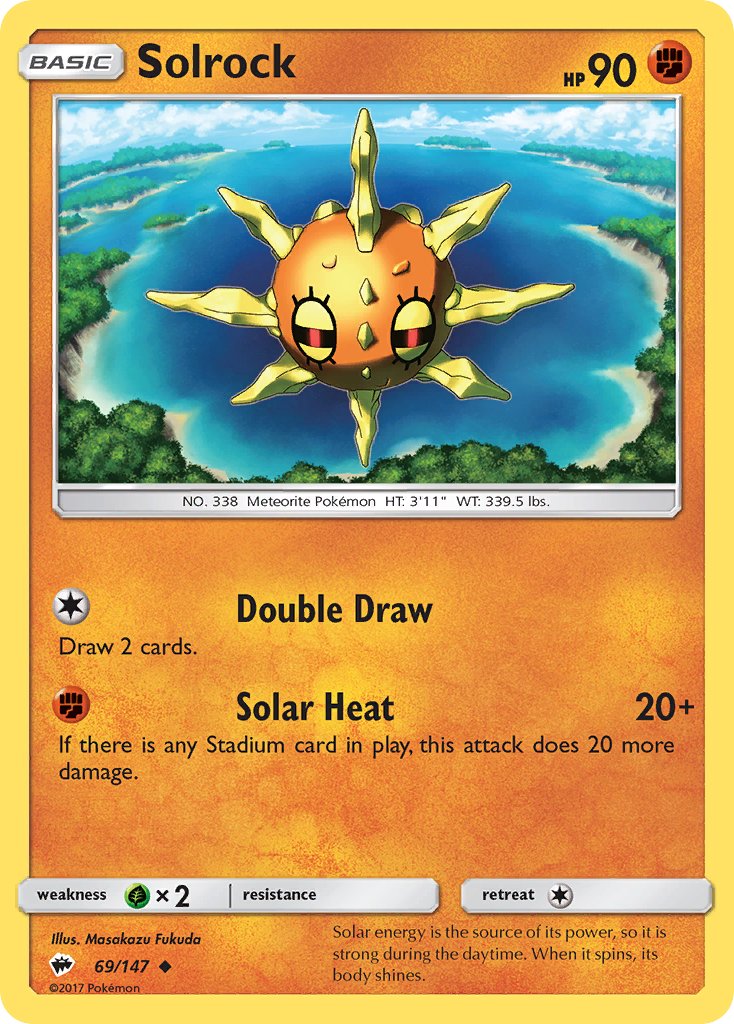 BASIC Solrock HP 90
NO. 338 Meteorite Pokémon HT: 3'11" WT: 339.5 lbs.
Double Draw
Draw 2 cards.
Solar Heat 20+
If there is any Stadium card in play, this attack does 20 more
damage.
weakness × 2 resistance retreat
Illus. Masakazu Fukuda
69/147
©2017 Pokémon
Solar energy is the source of its power, so it is
strong during the daytime. When it spins, its
body shines.